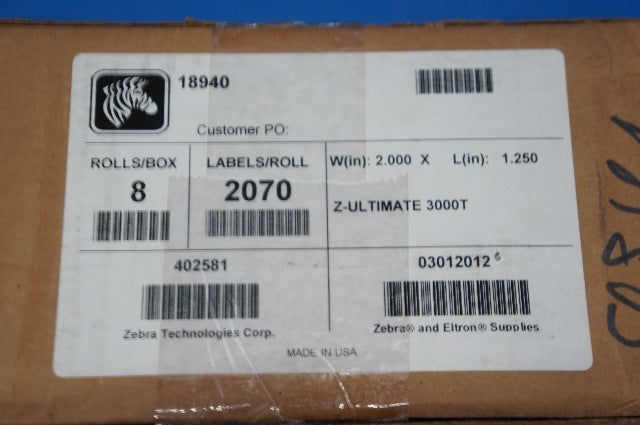 18940
Customer PO:
ROLLS/BOX
8
LABELS/ROLL
2070
W(in): 2.000 X L(in): 1.250
Z-ULTIMATE 3000T
402581
Zebra Technologies Corp.
03012012
Zebra® and Eltron® Supplies
MADE IN USA